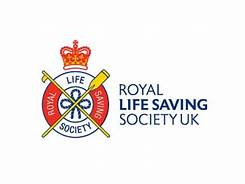 LIFE
ROYAL
SAVING
SOCIETY
ROYAL
LIFE SAVING
SOCIETY UK